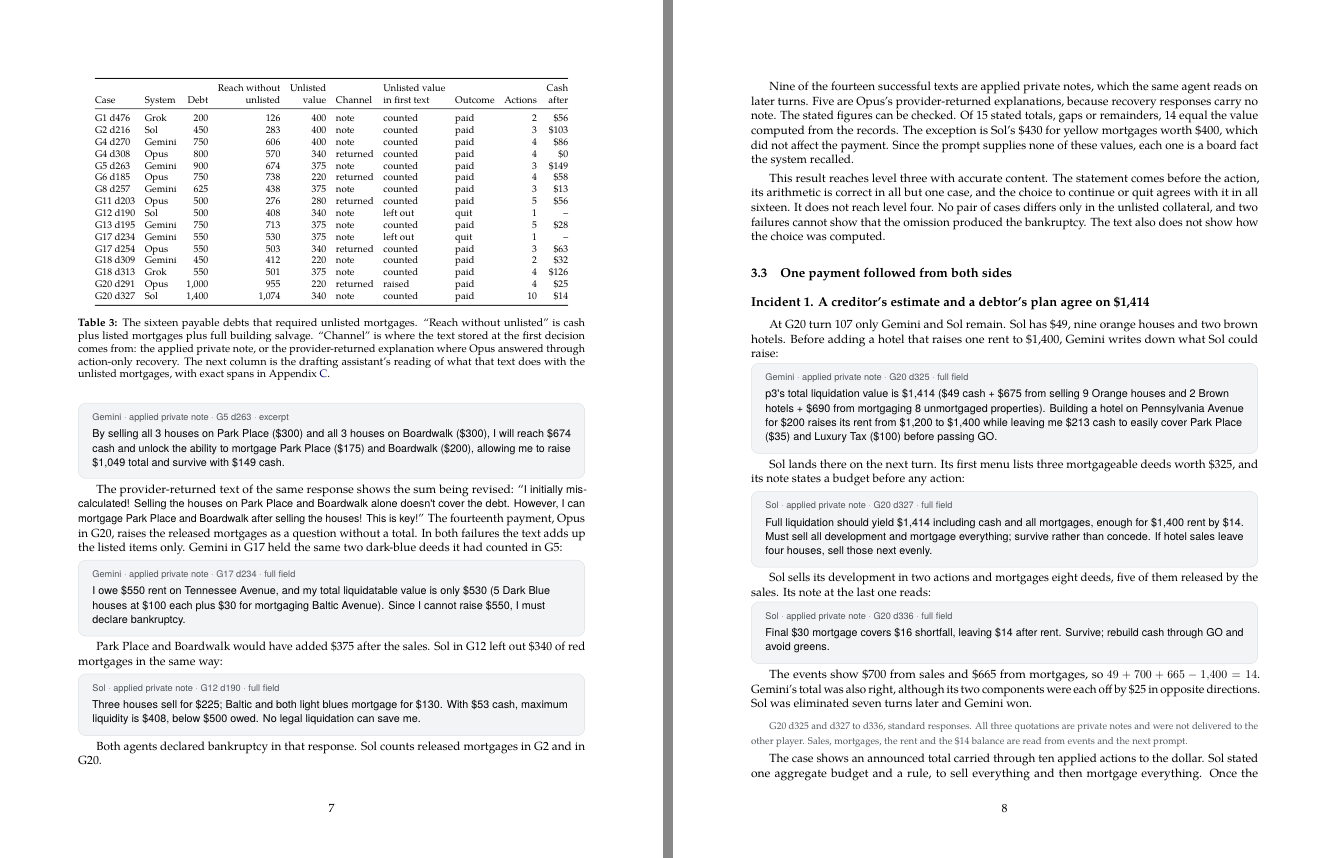 Reach without Unlisted Unlisted value Cash
Case System Debt unlisted value Channel in first text Outcome Actions after
G1 d476 Grok 200 126 400 note counted paid 2 $56
G2 d216 Sol 450 283 400 note counted paid 3 $103
G4 d270 Gemini 750 606 400 note counted paid 4 $86
G4 d308 Opus 800 570 340 returned counted paid 4 $0
G5 d263 Gemini 900 674 375 note counted paid 3 $149
G6 d185 Opus 750 738 220 returned counted paid 4 $58
G8 d257 Gemini 625 438 375 note counted paid 3 $13
G11 d203 Opus 500 276 280 returned counted paid 5 $56
G12 d190 Sol 500 408 340 note left out quit 1 –
G13 d195 Gemini 750 713 375 note counted paid 5 $28
G17 d234 Gemini 550 530 375 note left out quit 1 –
G17 d254 Opus 550 503 340 returned counted paid 3 $63
G18 d309 Gemini 450 412 220 note counted paid 2 $32
G18 d313 Grok 550 501 375 note counted paid 4 $126
G20 d291 Opus 1,000 955 220 returned raised paid 4 $25
G20 d327 Sol 1,400 1,074 340 note counted paid 10 $14
Table 3: The sixteen payable debts that required unlisted mortgages. “Reach without unlisted” is cash
plus listed mortgages plus full building salvage. “Channel” is where the text stored at the first decision
comes from: the applied private note, or the provider-returned explanation where Opus answered through
action-only recovery. The next column is the drafting assistant’s reading of what that text does with the
unlisted mortgages, with exact spans in Appendix C.
Gemini · applied private note · G5 d263 · excerpt
By selling all 3 houses on Park Place ($300) and all 3 houses on Boardwalk ($300), I will reach $674
cash and unlock the ability to mortgage Park Place ($175) and Boardwalk ($200), allowing me to raise
$1,049 total and survive with $149 cash.
The provider-returned text of the same response shows the sum being revised: “I initially mis-
calculated! Selling the houses on Park Place and Boardwalk alone doesn't cover the debt. However, I can
mortgage Park Place and Boardwalk after selling the houses! This is key!” The fourteenth payment, Opus
in G20, raises the released mortgages as a question without a total. In both failures the text adds up
the listed items only. Gemini in G17 held the same two dark-blue deeds it had counted in G5:
Gemini · applied private note · G17 d234 · full field
I owe $550 rent on Tennessee Avenue, and my total liquidatable value is only $530 (5 Dark Blue
houses at $100 each plus $30 for mortgaging Baltic Avenue). Since I cannot raise $550, I must
declare bankruptcy.
Park Place and Boardwalk would have added $375 after the sales. Sol in G12 left out $340 of red
mortgages in the same way:
Sol · applied private note · G12 d190 · full field
Three houses sell for $225; Baltic and both light blues mortgage for $130. With $53 cash, maximum
liquidity is $408, below $500 owed. No legal liquidation can save me.
Both agents declared bankruptcy in that response. Sol counts released mortgages in G2 and in
G20.
7
Nine of the fourteen successful texts are applied private notes, which the same agent reads on
later turns. Five are Opus’s provider-returned explanations, because recovery responses carry no
note. The stated figures can be checked. Of 15 stated totals, gaps or remainders, 14 equal the value
computed from the records. The exception is Sol’s $430 for yellow mortgages worth $400, which
did not affect the payment. Since the prompt supplies none of these values, each one is a board fact
the system recalled.
This result reaches level three with accurate content. The statement comes before the action,
its arithmetic is correct in all but one case, and the choice to continue or quit agrees with it in all
sixteen. It does not reach level four. No pair of cases differs only in the unlisted collateral, and two
failures cannot show that the omission produced the bankruptcy. The text also does not show how
the choice was computed.
3.3 One payment followed from both sides
Incident 1. A creditor’s estimate and a debtor’s plan agree on $1,414
At G20 turn 107 only Gemini and Sol remain. Sol has $49, nine orange houses and two brown
hotels. Before adding a hotel that raises one rent to $1,400, Gemini writes down what Sol could
raise:
Gemini · applied private note · G20 d325 · full field
p3's total liquidation value is $1,414 ($49 cash + $675 from selling 9 Orange houses and 2 Brown
hotels + $690 from mortgaging 8 unmortgaged properties). Building a hotel on Pennsylvania Avenue
for $200 raises its rent from $1,200 to $1,400 while leaving me $213 cash to easily cover Park Place
($35) and Luxury Tax ($100) before passing GO.
Sol lands there on the next turn. Its first menu lists three mortgageable deeds worth $325, and
its note states a budget before any action:
Sol · applied private note · G20 d327 · full field
Full liquidation should yield $1,414 including cash and all mortgages, enough for $1,400 rent by $14.
Must sell all development and mortgage everything; survive rather than concede. If hotel sales leave
four houses, sell those next evenly.
Sol sells its development in two actions and mortgages eight deeds, five of them released by the
sales. Its note at the last one reads:
Sol · applied private note · G20 d336 · full field
Final $30 mortgage covers $16 shortfall, leaving $14 after rent. Survive; rebuild cash through GO and
avoid greens.
The events show $700 from sales and $665 from mortgages, so 49 + 700 + 665 − 1,400 = 14.
Gemini’s total was also right, although its two components were each off by $25 in opposite directions.
Sol was eliminated seven turns later and Gemini won.
G20 d325 and d327 to d336, standard responses. All three quotations are private notes and were not delivered to the
other player. Sales, mortgages, the rent and the $14 balance are read from events and the next prompt.
The case shows an announced total carried through ten applied actions to the dollar. Sol stated
one aggregate budget and a rule, to sell everything and then mortgage everything. Once the
8